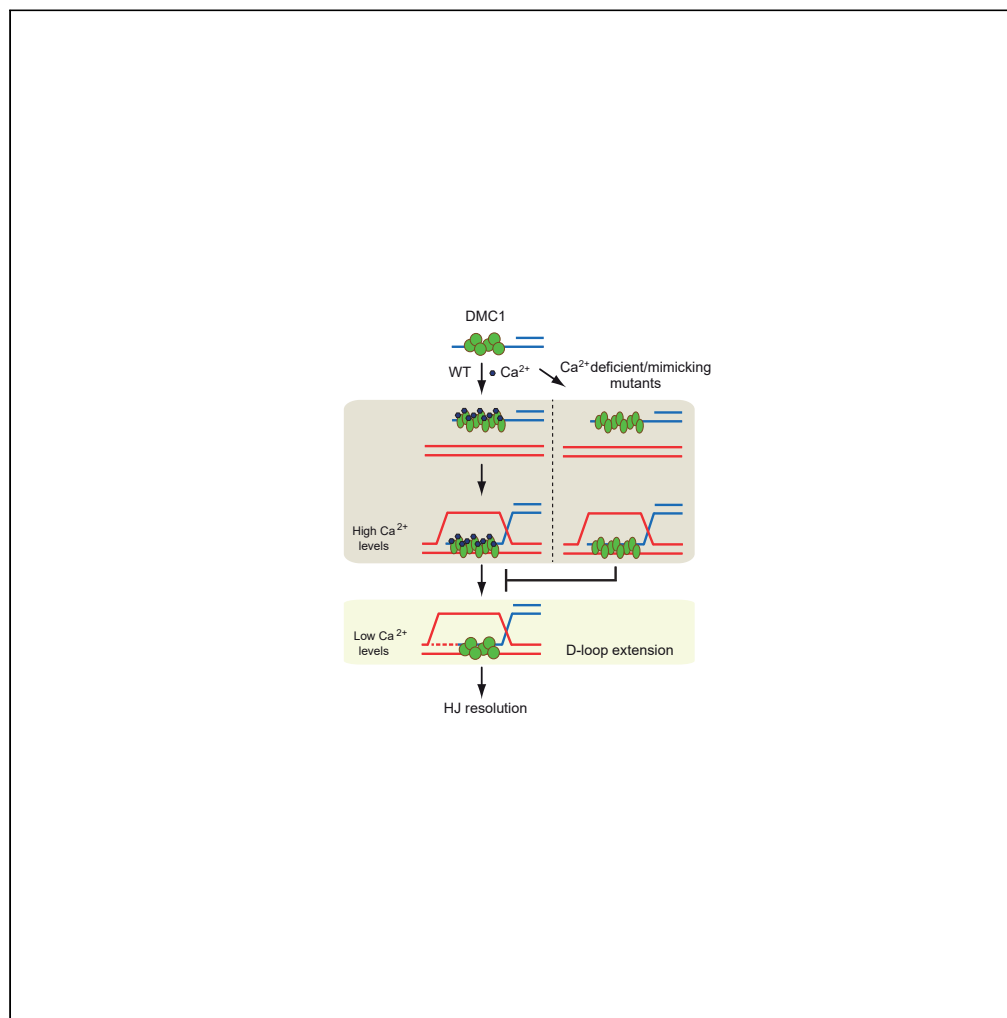 DMC1
WT
Ca²⁺
Ca²⁺deficient/mimicking
mutants
High Ca²⁺
levels
Low Ca²⁺
levels
D-loop extension
HJ resolution